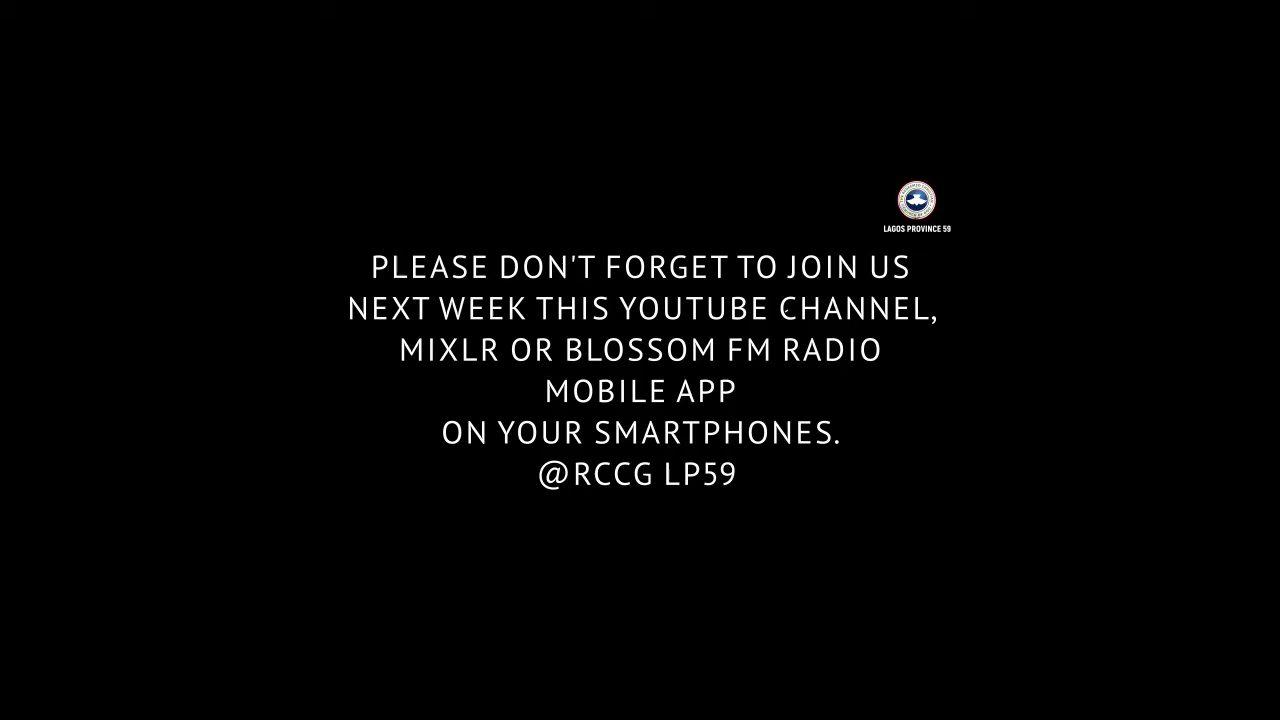 LAGOS PROVINCE 59
PLEASE DON'T FORGET TO JOIN US
NEXT WEEK THIS YOUTUBE CHANNEL,
MIXLR OR BLOSSOM FM RADIO
MOBILE APP
ON YOUR SMARTPHONES.
@RCCG LP59